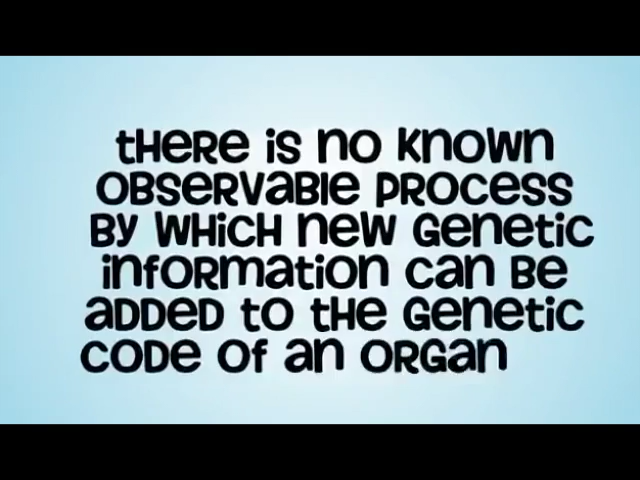 tHeRe is no known
observable process
by which new genetic
information can be
added to the genetic
code of an organ